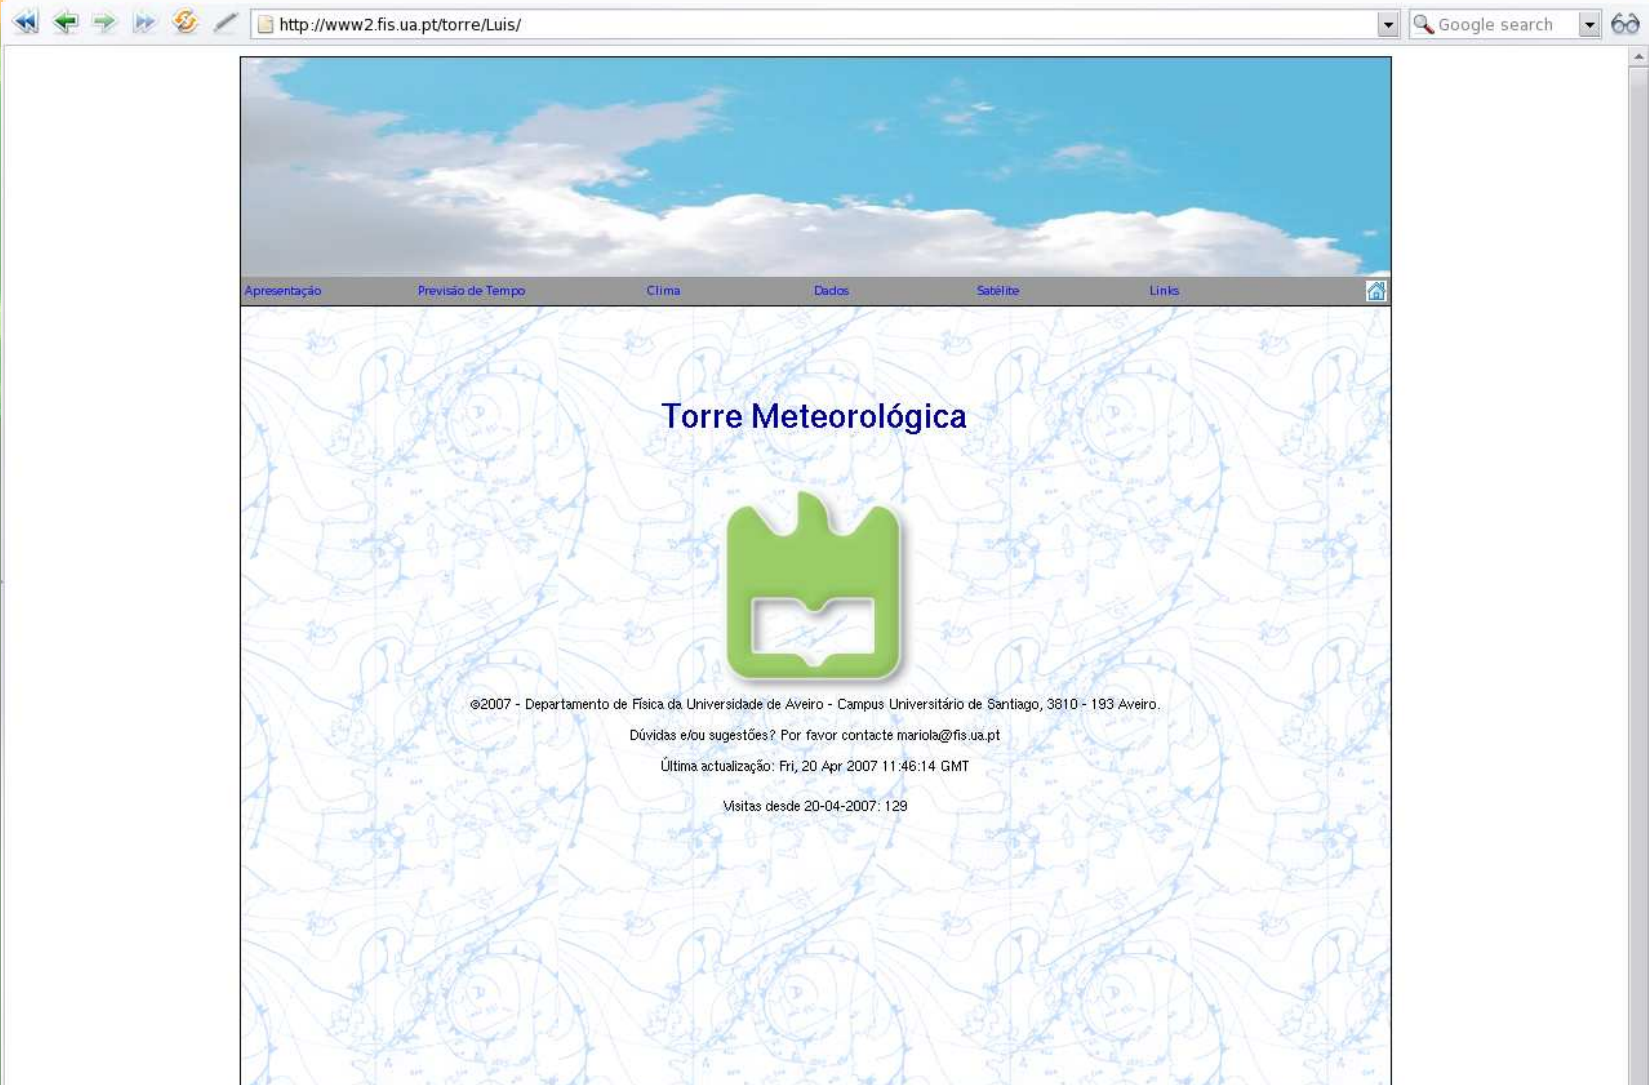 http://www2.fis.ua.pt/torre/Luis/
Google search
Apresentação Previsão de Tempo Clima Dados Satélite Links
Torre Meteorológica
©2007 - Departamento de Física da Universidade de Aveiro - Campus Universitário de Santiago, 3810 - 193 Aveiro.
Dúvidas e/ou sugestões? Por favor contacte mariola@fis.ua.pt
Última actualização: Fri, 20 Apr 2007 11:46:14 GMT
Visitas desde 20-04-2007: 129